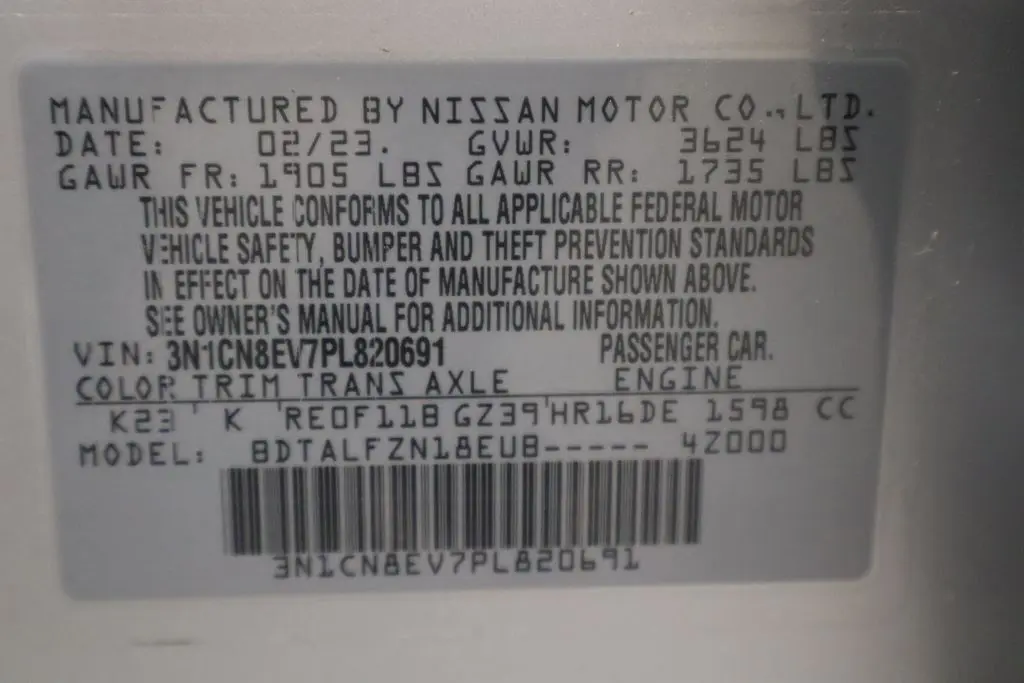 MANUFACTURED BY NISSAN MOTOR CO.,LTD.
DATE: 02/23. GVWR: 3624 LBS
GAWR FR: 1905 LBS GAWR RR: 1735 LBS
THIS VEHICLE CONFORMS TO ALL APPLICABLE FEDERAL MOTOR
VEHICLE SAFETY, BUMPER AND THEFT PREVENTION STANDARDS
IN EFFECT ON THE DATE OF MANUFACTURE SHOWN ABOVE.
SEE OWNER'S MANUAL FOR ADDITIONAL INFORMATION.
VIN: 3N1CN8EV7PL820691 PASSENGER CAR.
COLOR TRIM TRANS AXLE ENGINE
K23 K RE0F11B GZ39 HR16DE 1598 CC
MODEL: BDTALFZN18EUB----- 4Z000
3N1CN8EV7PL820691